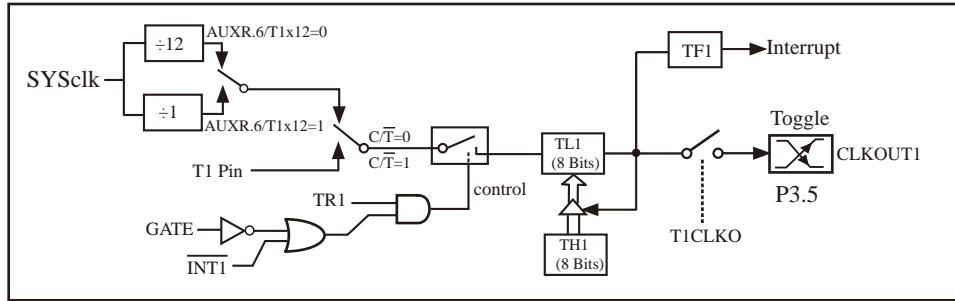 AUXR.6/T1x12=0
÷12
SYSclk
÷1
AUXR.6/T1x12=1
T1 Pin
C/T̅=0
C/T̅=1
TR1
control
GATE
I̅N̅T̅1̅
TL1
(8 Bits)
TH1
(8 Bits)
TF1
Interrupt
Toggle
CLKOUT1
P3.5
T1CLKO